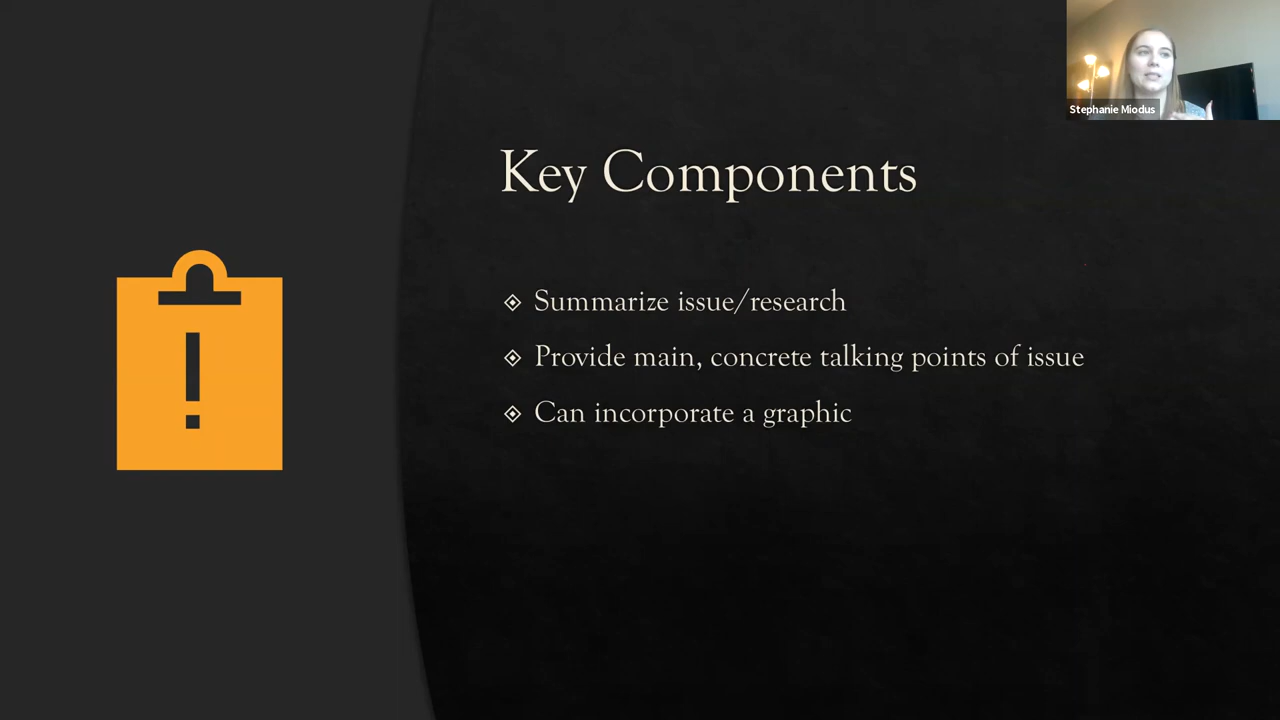 Stephanie Miodus
Key Components
Summarize issue/research
Provide main, concrete talking points of issue
Can incorporate a graphic